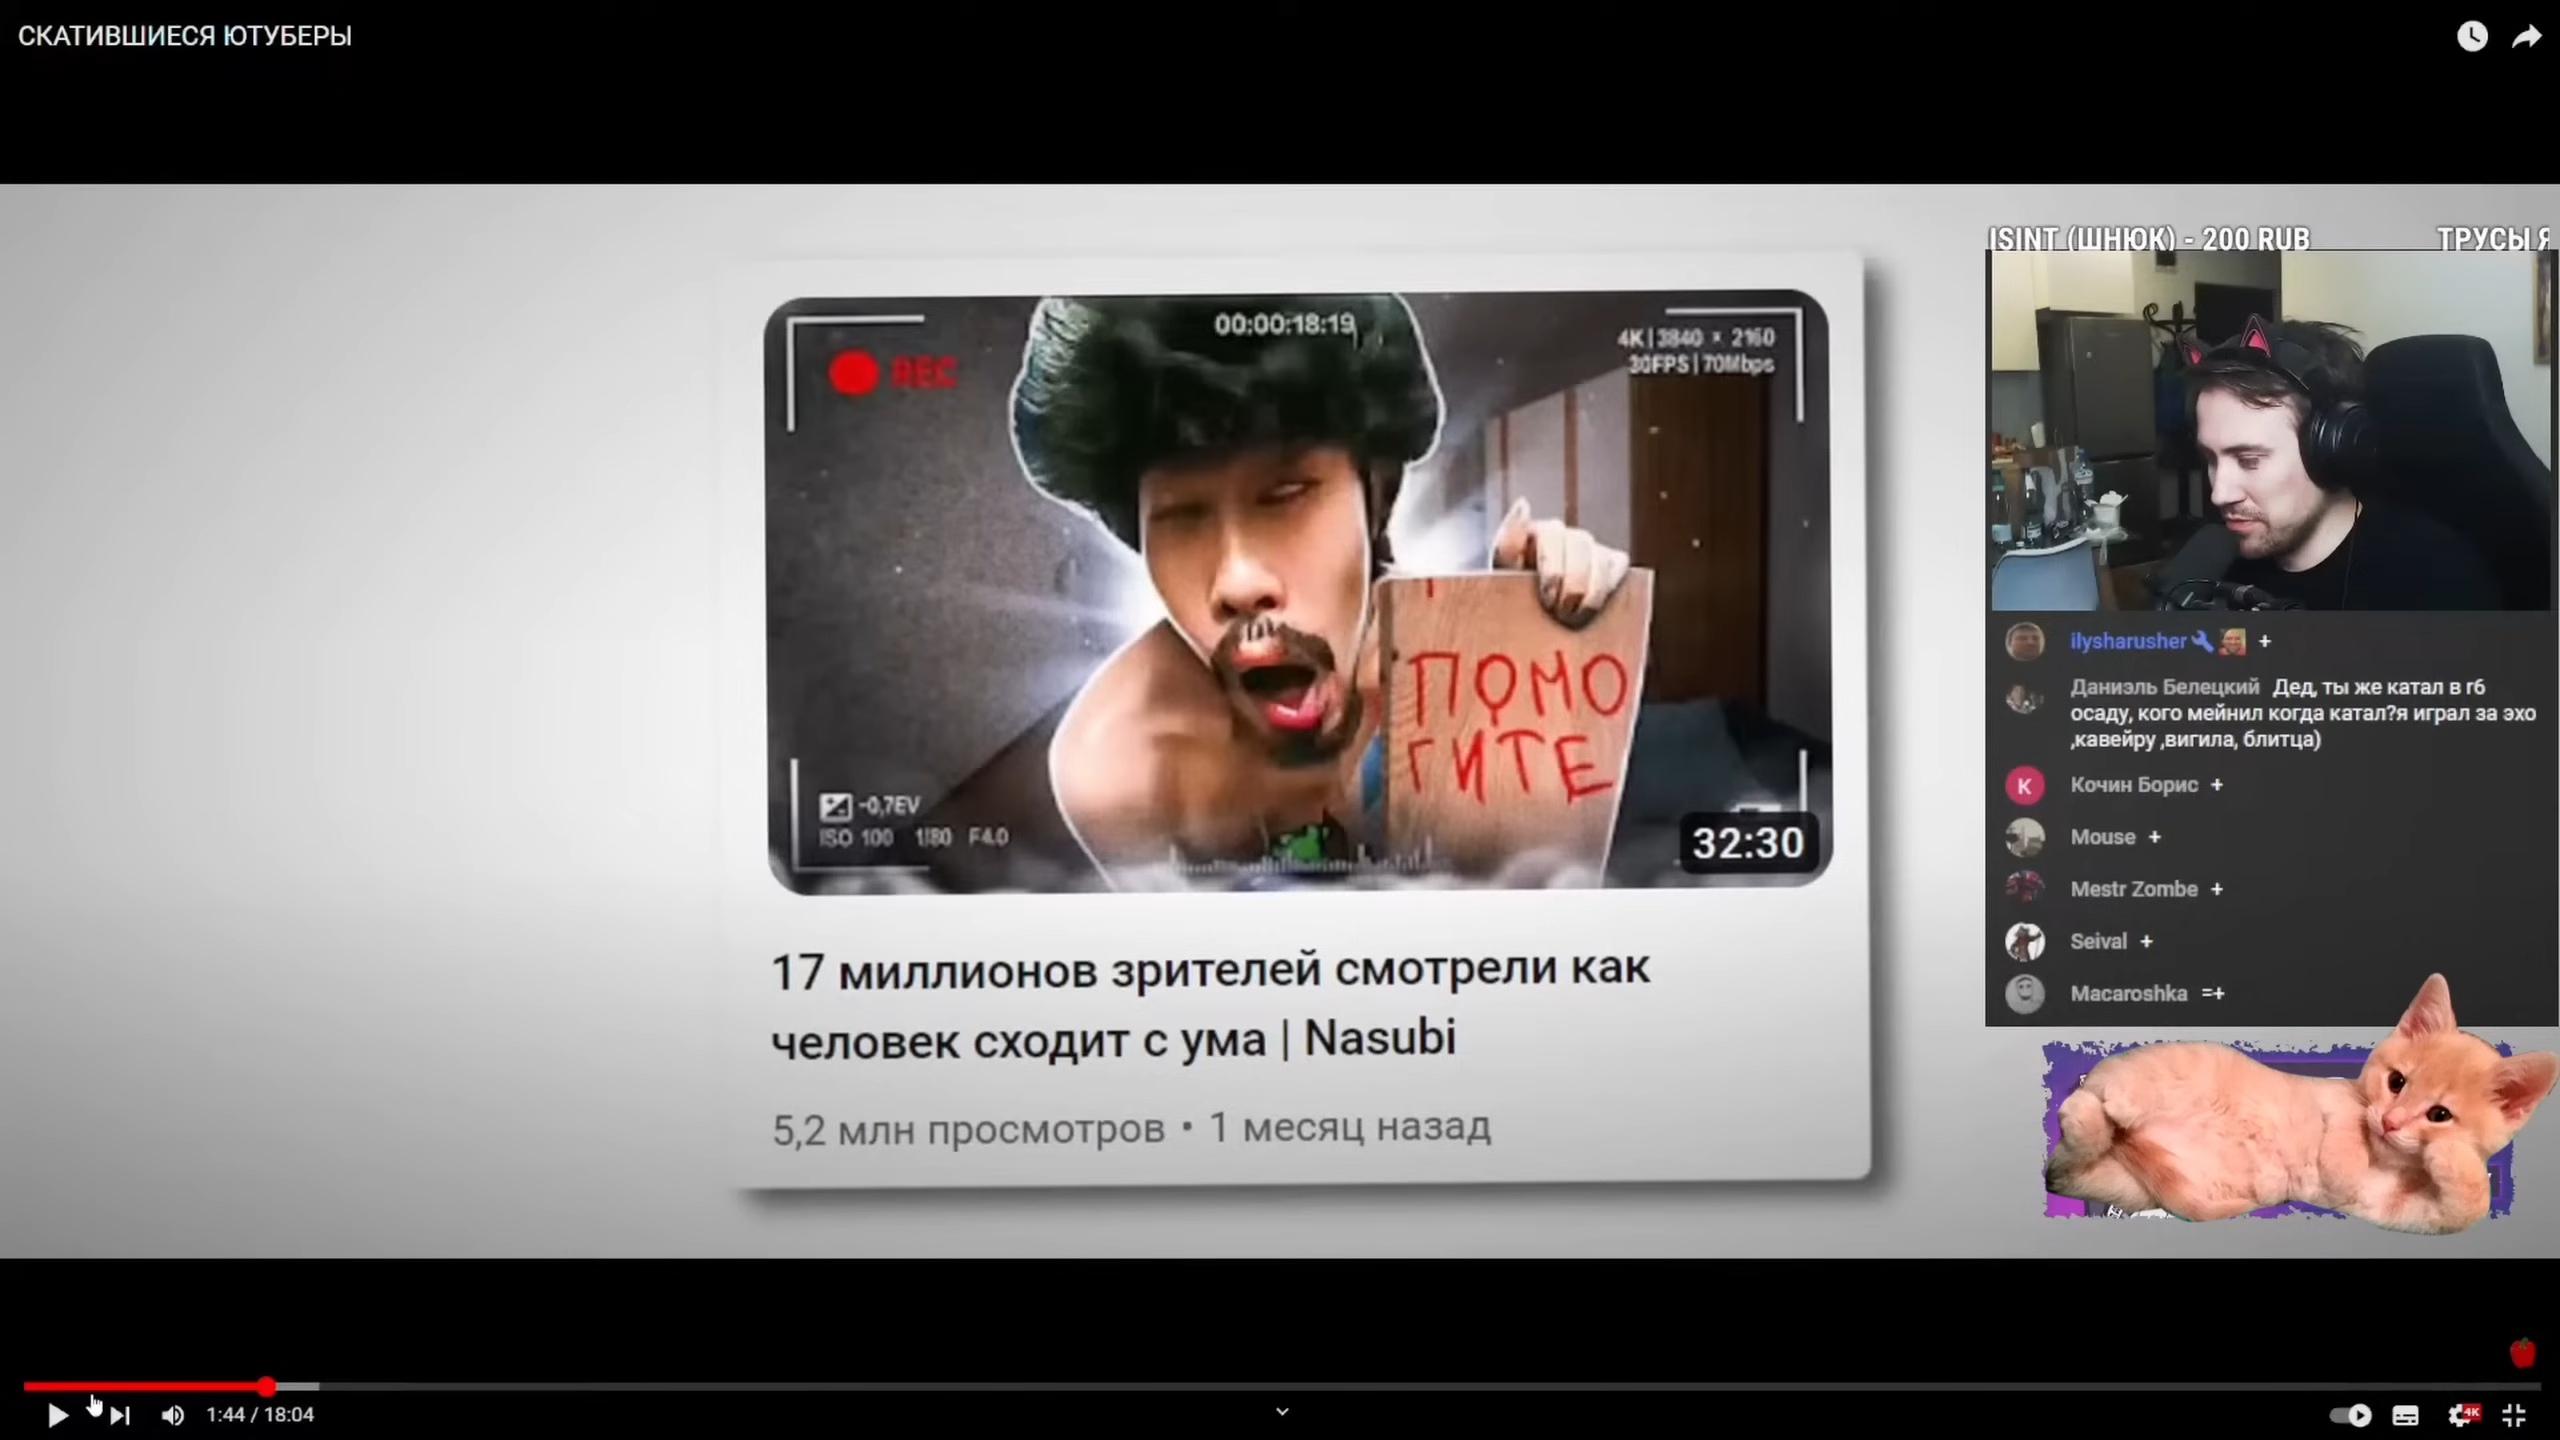 СКАТИВШИЕСЯ ЮТУБЕРЫ
ISINT (ШНЮК) - 200 RUB ТРУСЫ Я
00:00:18:19
REC
4K | 3840 × 2160
30FPS | 70Mbps
ПОМО
ГИТЕ
-0,7EV
ISO 100 1/80 F4.0
32:30
17 миллионов зрителей смотрели как
человек сходит с ума | Nasubi
5,2 млн просмотров • 1 месяц назад
ilysharusher +
Даниэль Белецкий Дед, ты же катал в r6
осаду, кого мейнил когда катал?я играл за эхо
,кавейру ,вигила, блитца)
K Кочин Борис +
Mouse +
Mestr Zombe +
Seival +
Macaroshka =+
1:44 / 18:04
4K